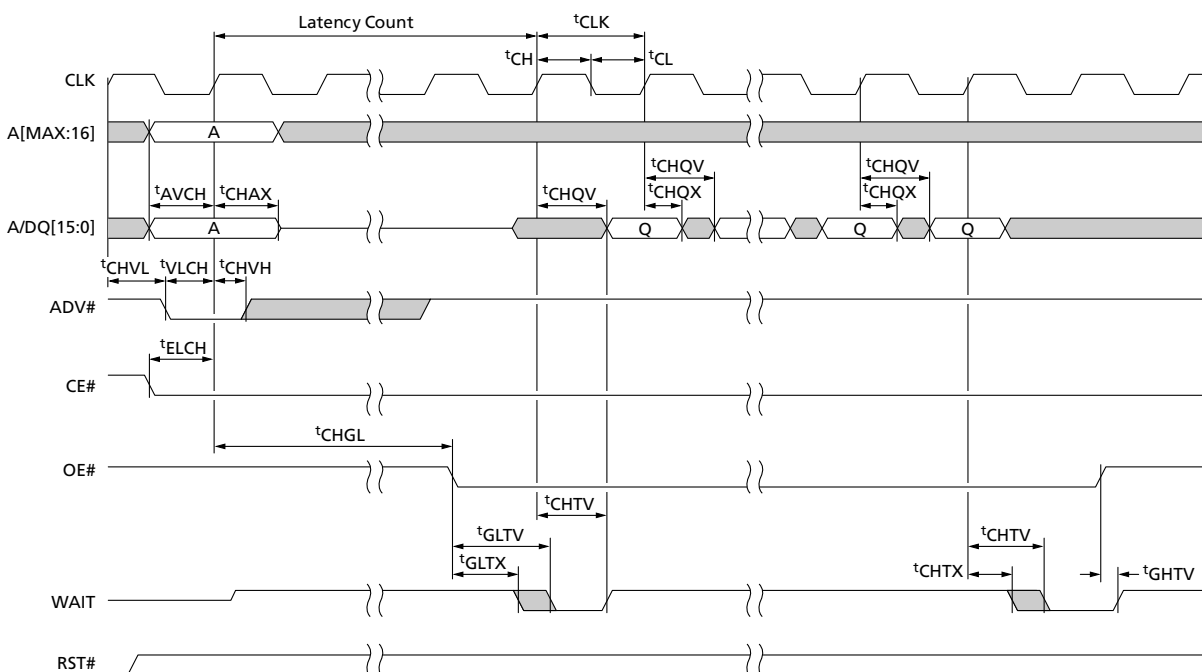 Latency Count
tCLK
tCH
tCL
CLK
A[MAX:16]
A
tCHQV
tCHQV
tAVCH
tCHAX
tCHQV
tCHQX
tCHQX
A/DQ[15:0]
A
Q
Q
Q
tCHVL
tVLCH
tCHVH
ADV#
tELCH
CE#
tCHGL
OE#
tCHTV
tGLTV
tCHTV
tGLTX
tCHTX
tGHTV
WAIT
RST#